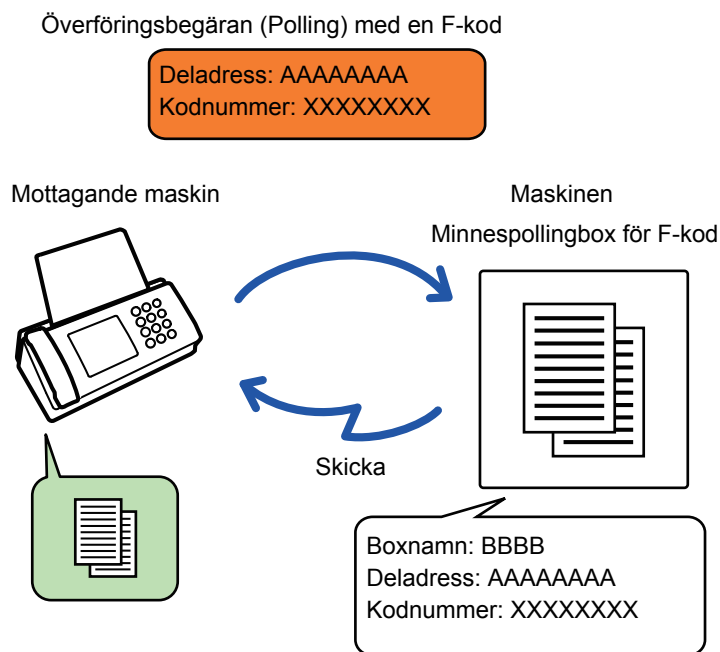 Överföringsbegäran (Polling) med en F-kod
Deladress: AAAAAAAA
Kodnummer: XXXXXXXX
Mottagande maskin
Maskinen
Minnespollingbox för F-kod
Skicka
Boxnamn: BBBB
Deladress: AAAAAAAA
Kodnummer: XXXXXXXX